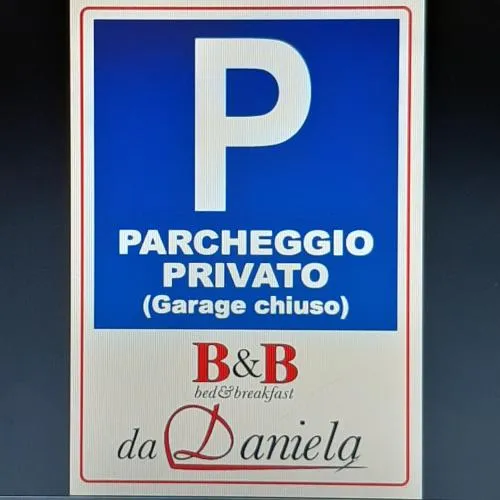 P
PARCHEGGIO
PRIVATO
(Garage chiuso)
B&B
bed&breakfast
da Daniela